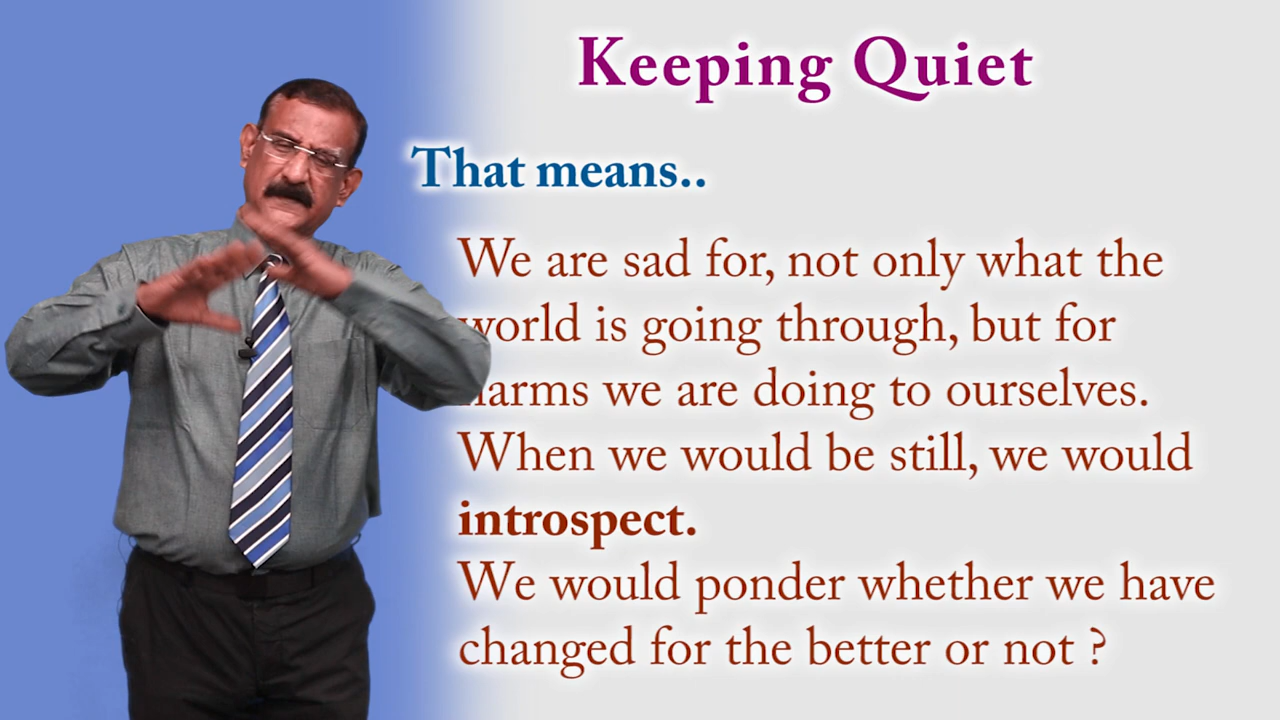 Keeping Quiet
That means..
We are sad for, not only what the
world is going through, but for
harms we are doing to ourselves.
When we would be still, we would
introspect.
We would ponder whether we have
changed for the better or not ?